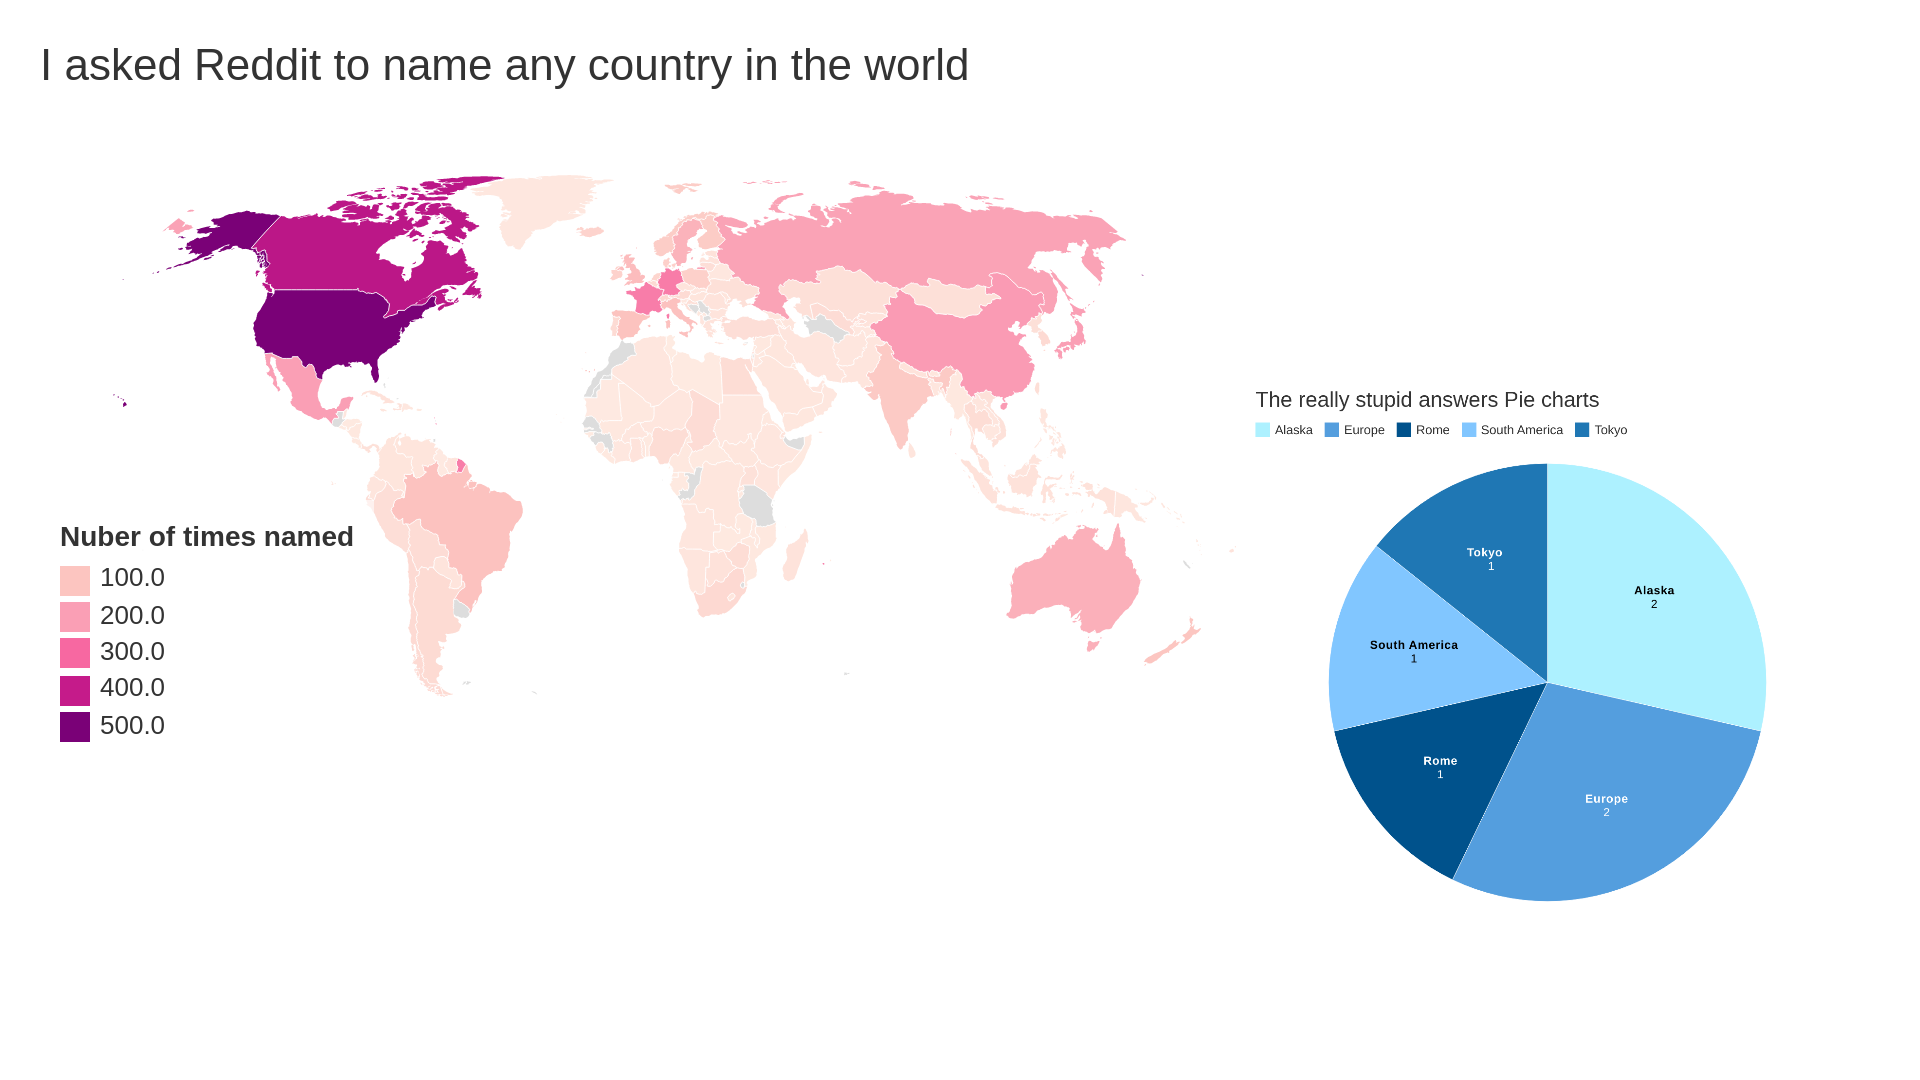 I asked Reddit to name any country in the world
Nuber of times named
100.0
200.0
300.0
400.0
500.0
The really stupid answers Pie charts
Alaska Europe Rome South America Tokyo
Tokyo
1
Alaska
2
South America
1
Rome
1
Europe
2